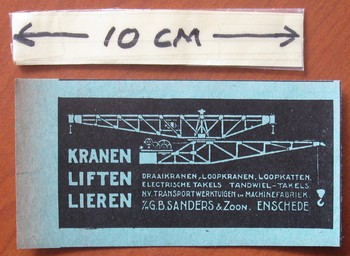 10 CM
KRANEN
LIFTEN
LIEREN
DRAAIKRANEN, LOOPKRANEN, LOOPKATTEN,
ELECTRISCHE TAKELS TANDWIEL-TAKELS.
N.V. TRANSPORTWERKTUIGEN EN MACHINEFABRIEK.
V/H G.B. SANDERS & ZOON. ENSCHEDE.